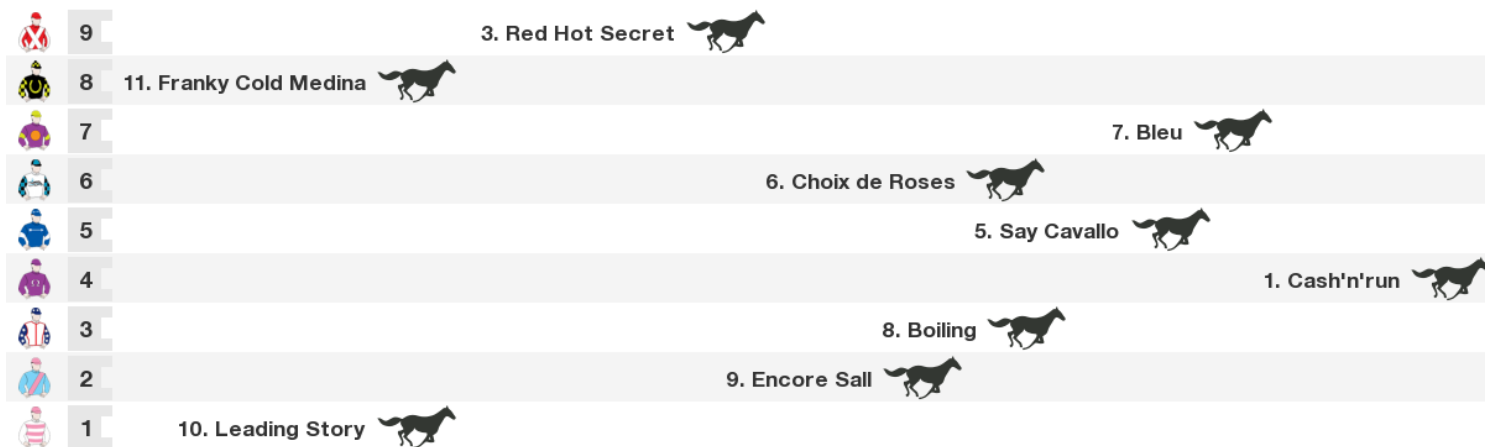 9 3. Red Hot Secret
8 11. Franky Cold Medina
7 7. Bleu
6 6. Choix de Roses
5 5. Say Cavallo
4 1. Cash'n'run
3 8. Boiling
2 9. Encore Sall
1 10. Leading Story